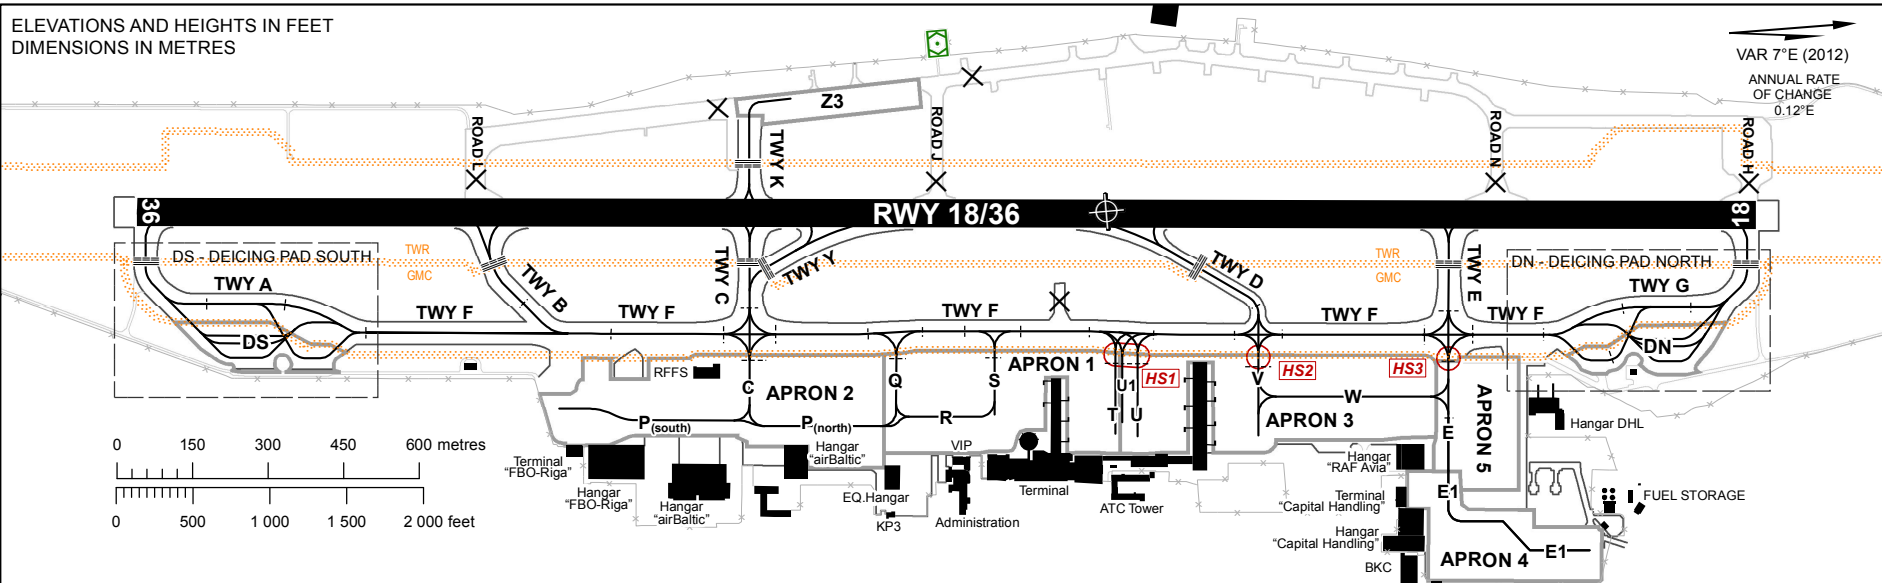 ELEVATIONS AND HEIGHTS IN FEET
DIMENSIONS IN METRES
VAR 7°E (2012)
ANNUAL RATE
OF CHANGE
0.12°E
Z3
ROAD L
TWY K
ROAD J
ROAD N
ROAD H
36
RWY 18/36
18
DS - DEICING PAD SOUTH
TWR
GMC
TWR
GMC
DN - DEICING PAD NORTH
TWY A
TWY B
TWY C
TWY Y
TWY D
TWY E
TWY G
TWY F
TWY F
TWY F
TWY F
TWY F
DS
DN
RFFS
APRON 2
APRON 1
HS1
HS2
HS3
C
Q
S
U1
T
U
V
W
APRON 3
E
APRON 5
P(south)
P(north)
R
0 150 300 450 600 metres
0 500 1 000 1 500 2 000 feet
Terminal
“FBO-Riga”
Hangar
“FBO-Riga”
Hangar
“airBaltic”
Hangar
“airBaltic”
EQ.Hangar
KP3
VIP
Administration
Terminal
ATC Tower
Hangar
“RAF Avia”
Terminal
“Capital Handling”
Hangar
“Capital Handling”
BKC
E1
APRON 4
E1
Hangar DHL
FUEL STORAGE